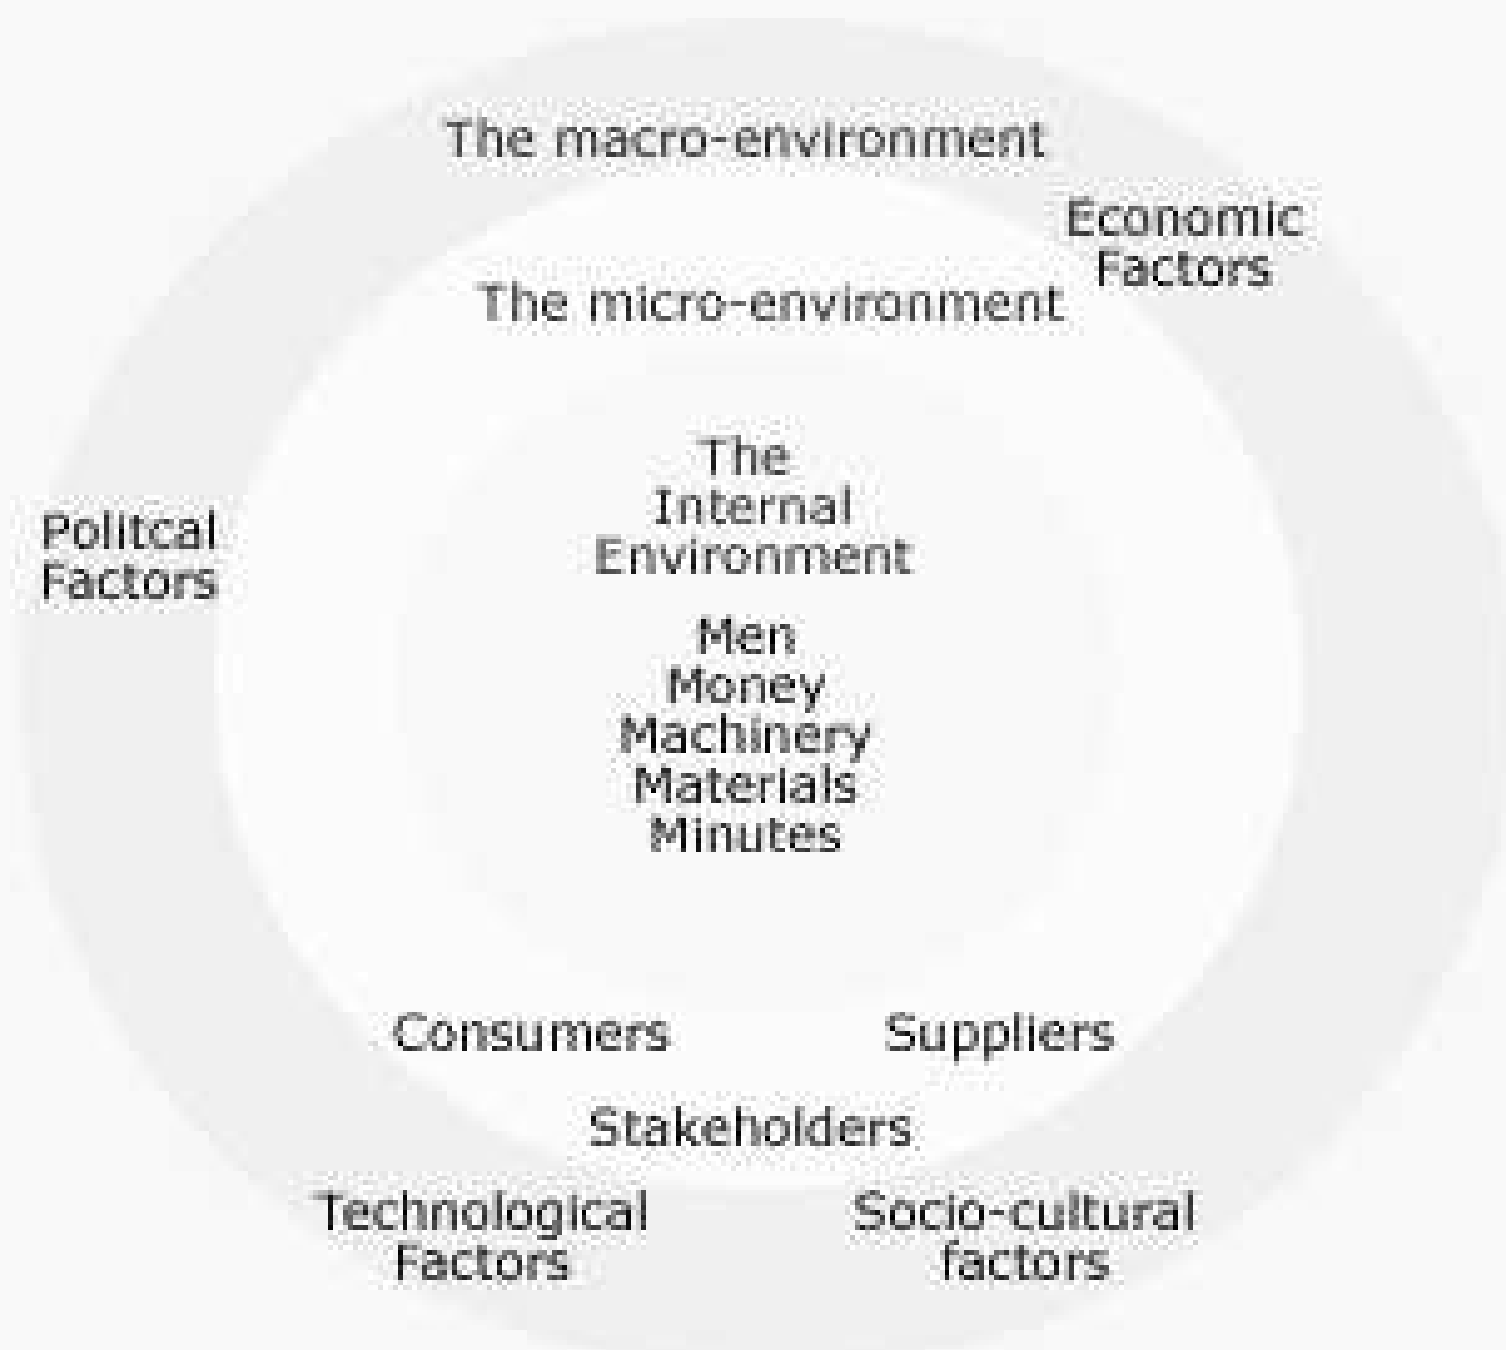 The macro-environment
Economic
Factors
The micro-environment
The
Internal
Environment
Politcal
Factors
Men
Money
Machinery
Materials
Minutes
Consumers
Suppliers
Stakeholders
Technological
Factors
Socio-cultural
factors